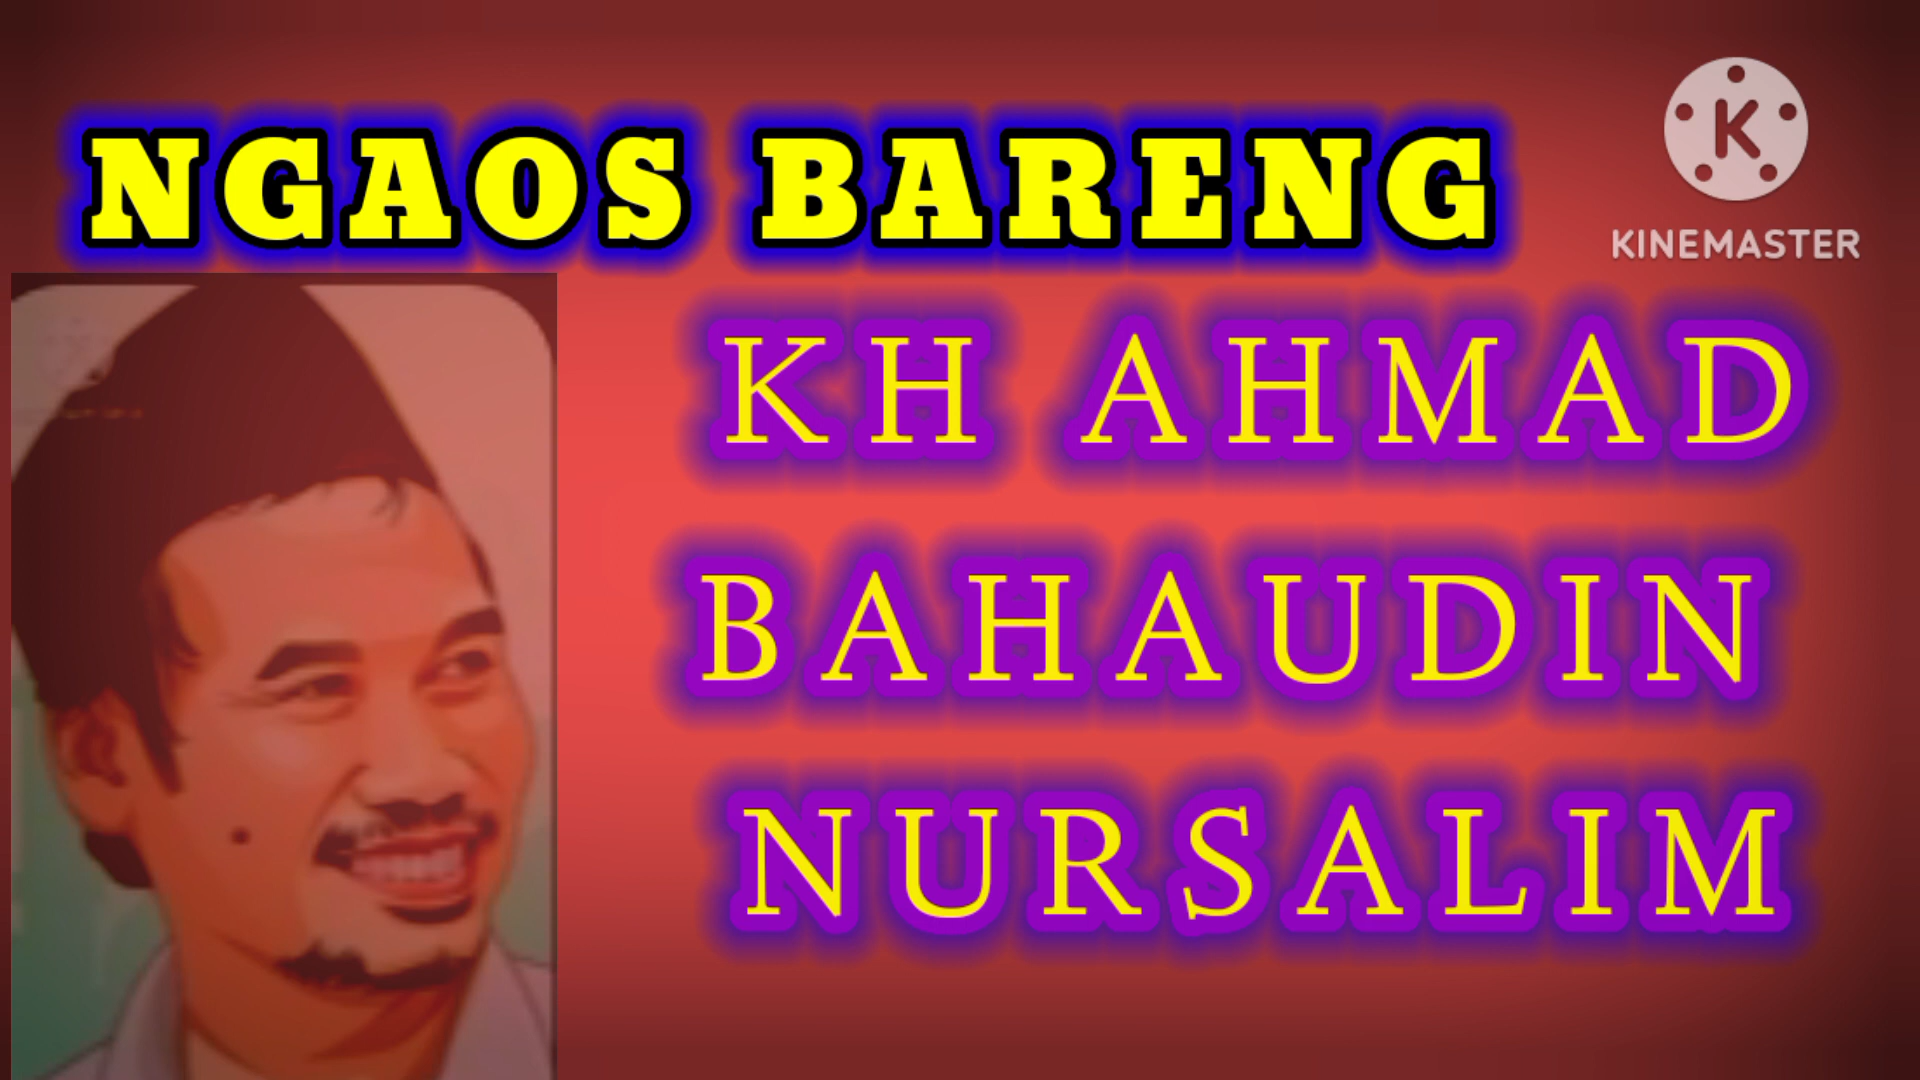 NGAOS BARENG
K
KINEMASTER
KH AHMAD
BAHAUDIN
NURSALIM